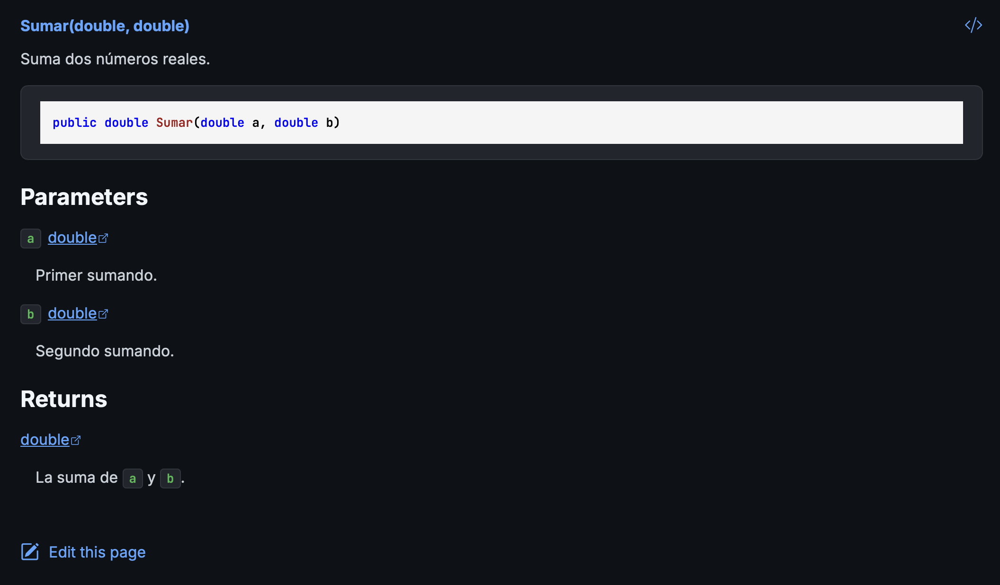 Sumar(double, double)
Suma dos números reales.
public double Sumar(double a, double b)
Parameters
a double
Primer sumando.
b double
Segundo sumando.
Returns
double
La suma de a y b.
Edit this page